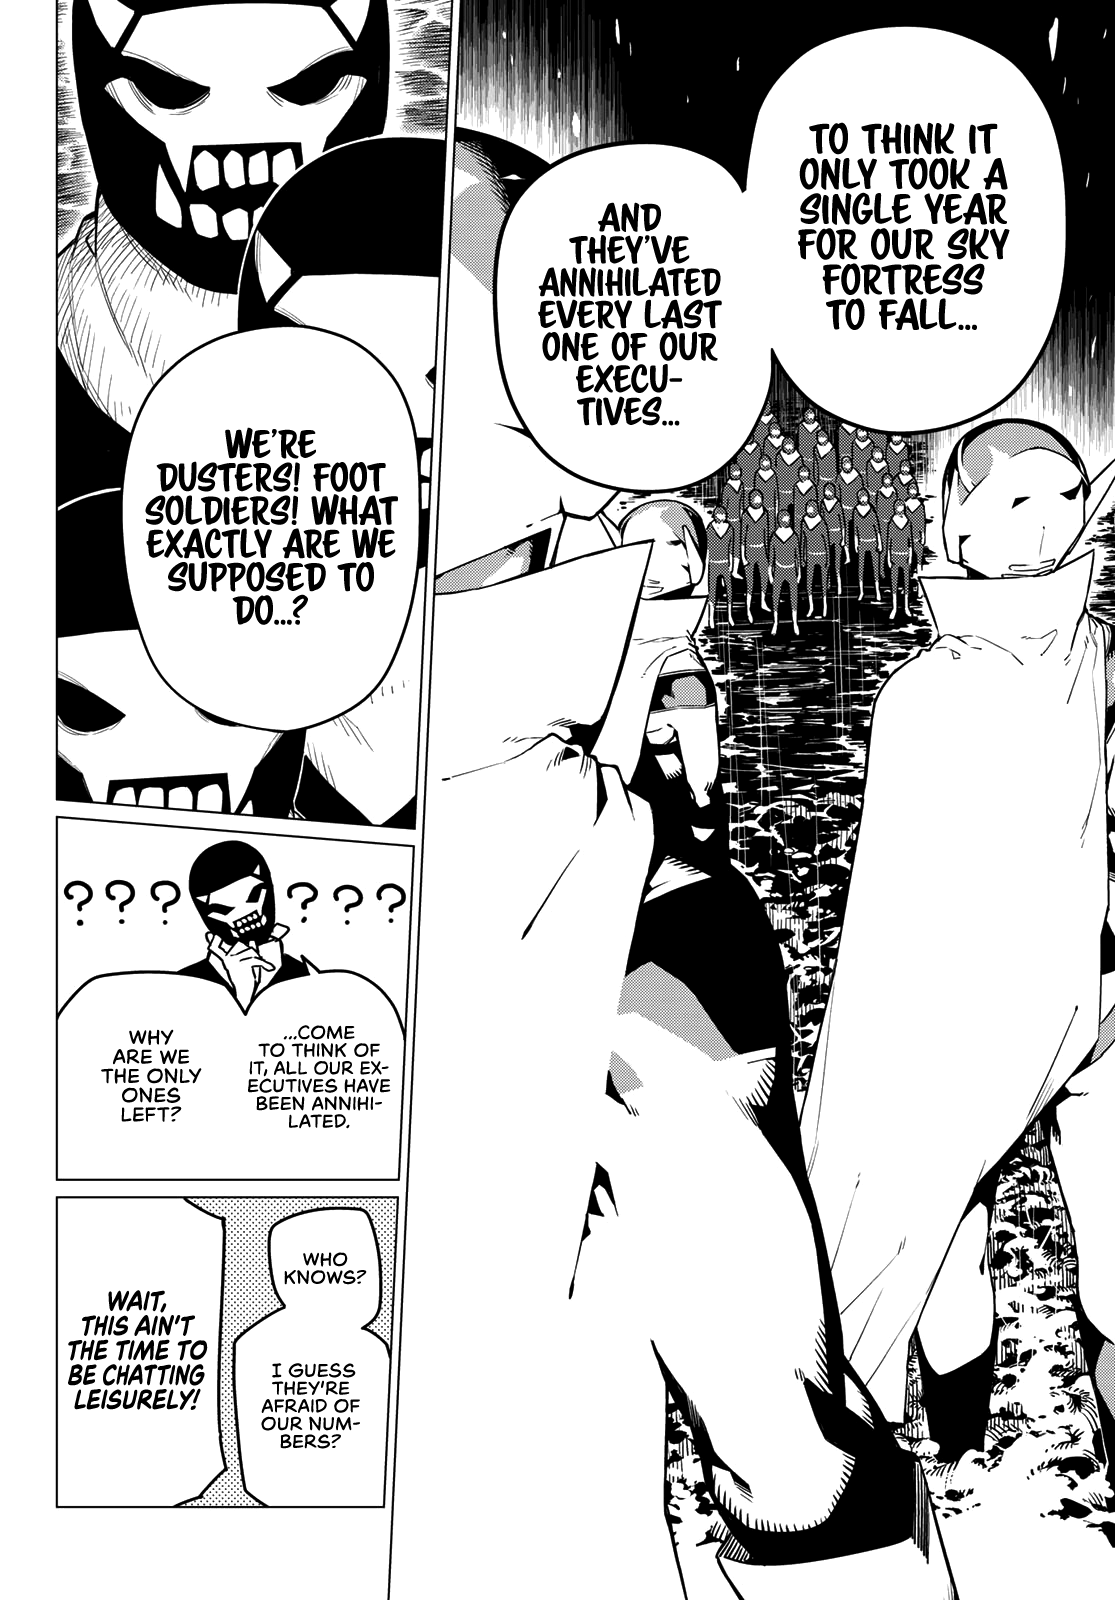 TO THINK IT
ONLY TOOK A
SINGLE YEAR
FOR OUR SKY
FORTRESS
TO FALL...
AND
THEY'VE
ANNIHILATED
EVERY LAST
ONE OF OUR
EXECU-
TIVES...
WE'RE
DUSTERS! FOOT
SOLDIERS! WHAT
EXACTLY ARE WE
SUPPOSED TO
DO...?
? ? ? ? ? ?
...COME
TO THINK OF
IT, ALL OUR EX-
ECUTIVES HAVE
BEEN ANNIHI-
LATED.
WHY
ARE WE
THE ONLY
ONES
LEFT?
WHO
KNOWS?
I GUESS
THEY'RE
AFRAID OF
OUR NUM-
BERS?
WAIT,
THIS AIN'T
THE TIME TO
BE CHATTING
LEISURELY!